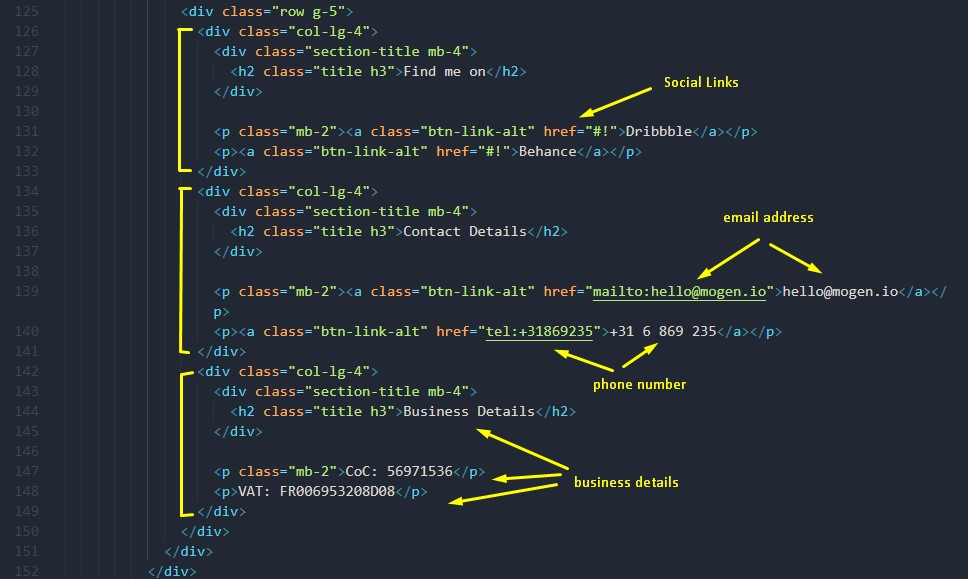 125 <div class="row g-5">
126 <div class="col-lg-4">
127 <div class="section-title mb-4">
128 <h2 class="title h3">Find me on</h2>
129 </div>
Social Links
130
131 <p class="mb-2"><a class="btn-link-alt" href="#!">Dribbble</a></p>
132 <p><a class="btn-link-alt" href="#!">Behance</a></p>
133 </div>
134 <div class="col-lg-4">
135 <div class="section-title mb-4">
email address
136 <h2 class="title h3">Contact Details</h2>
137 </div>
138
139 <p class="mb-2"><a class="btn-link-alt" href="mailto:hello@mogen.io">hello@mogen.io</a></
p>
140 <p><a class="btn-link-alt" href="tel:+31869235">+31 6 869 235</a></p>
141 </div>
142 <div class="col-lg-4">
phone number
143 <div class="section-title mb-4">
144 <h2 class="title h3">Business Details</h2>
145 </div>
146
147 <p class="mb-2">CoC: 56971536</p>
business details
148 <p>VAT: FR006953208D08</p>
149 </div>
150 </div>
151 </div>
152 </div>